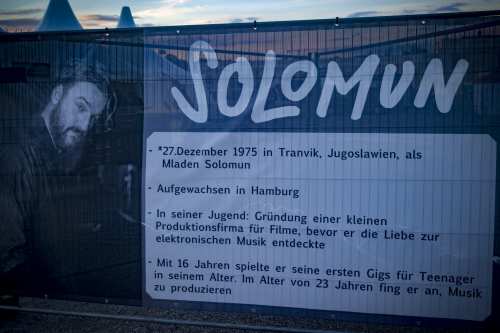 SOLOMUN
- *27.Dezember 1975 in Tranvik, Jugoslawien, als
Mladen Solomun
- Aufgewachsen in Hamburg
- In seiner Jugend: Gründung einer kleinen
Produktionsfirma für Filme, bevor er die Liebe zur
elektronischen Musik entdeckte
- Mit 16 Jahren spielte er seine ersten Gigs für Teenager
in seinem Alter. Im Alter von 23 Jahren fing er an, Musik
zu produzieren